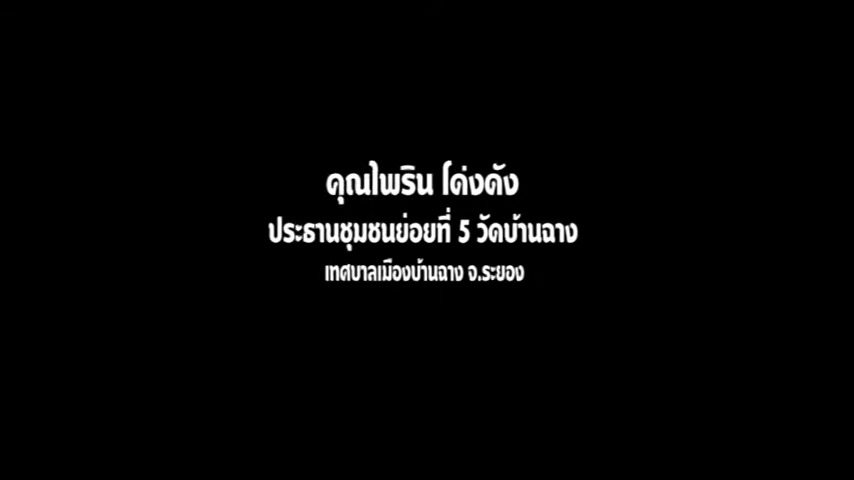 คุณไพริน โด่งดัง
ประธานชุมชนย่อยที่ 5 วัดบ้านฉาง
เทศบาลเมืองบ้านฉาง จ.ระยอง